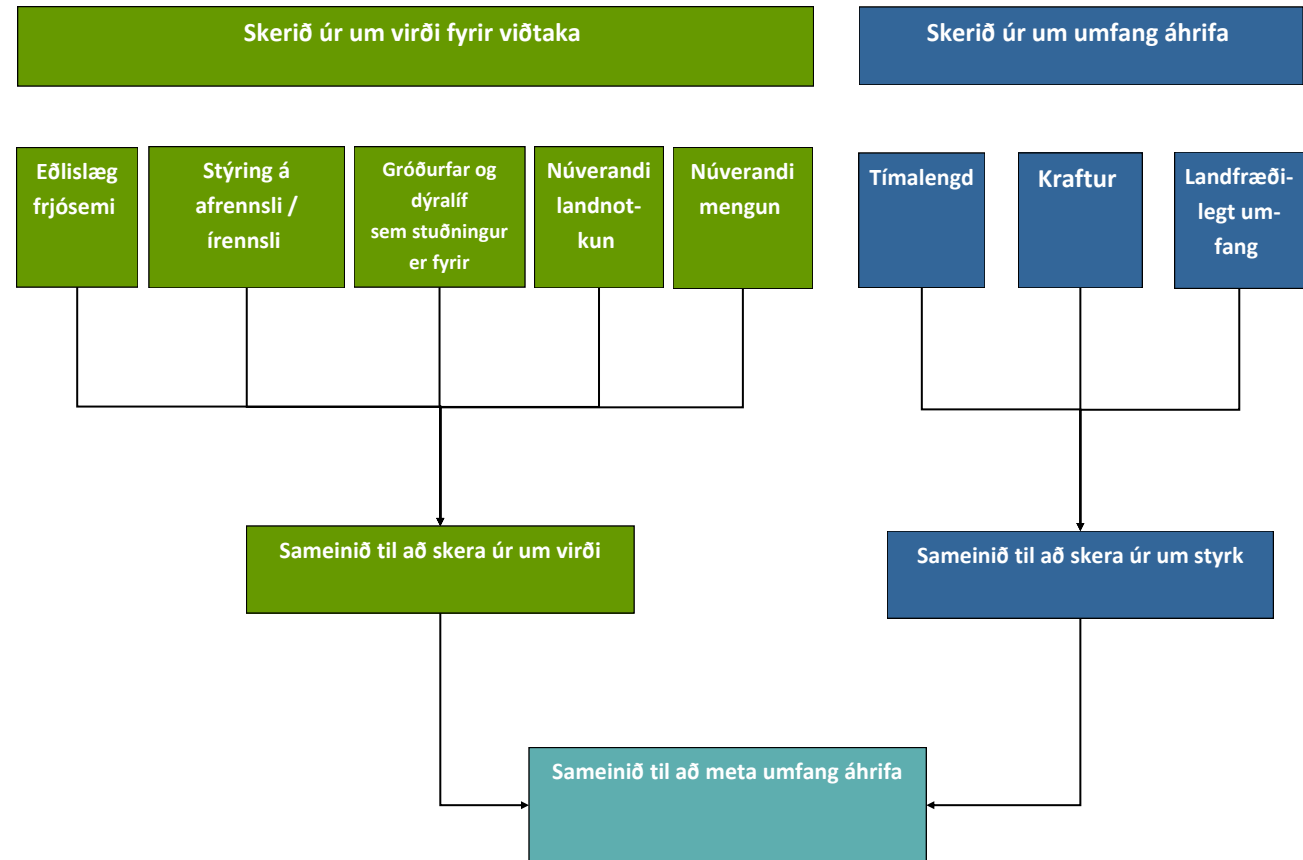 Skerið úr um virði fyrir viðtaka
Skerið úr um umfang áhrifa
Eðlislæg
frjósemi
Stýring á
afrennsli /
írennsli
Gróðurfar og
dýralíf
sem stuðningur
er fyrir
Núverandi
landnot-
kun
Núverandi
mengun
Tímalengd
Kraftur
Landfræði-
legt um-
fang
Sameinið til að skera úr um virði
Sameinið til að skera úr um styrk
Sameinið til að meta umfang áhrifa